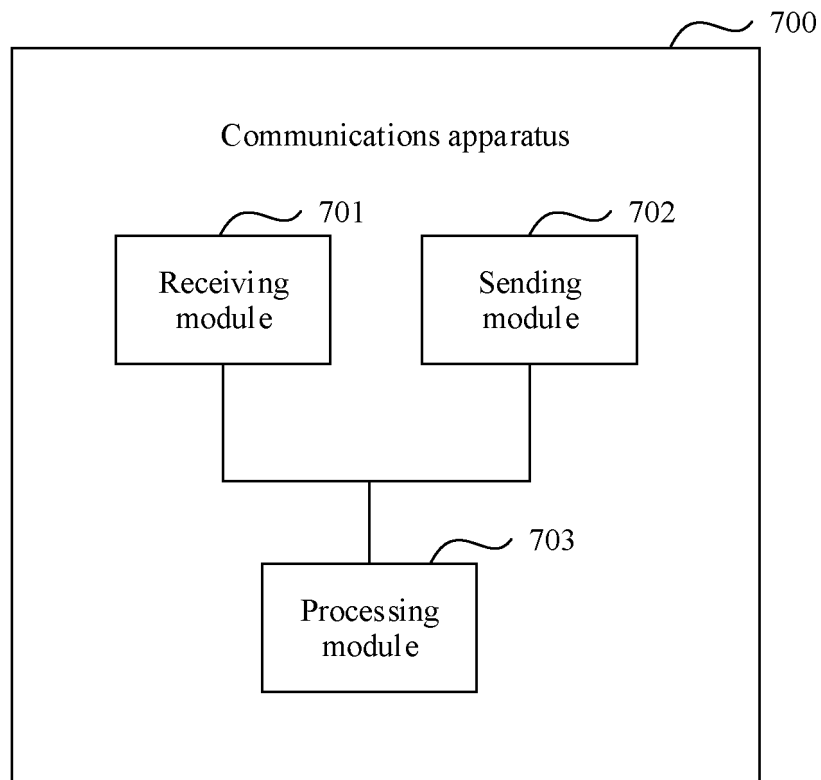 700
Communications apparatus
701
702
Receiving
module
Sending
module
703
Processing
module